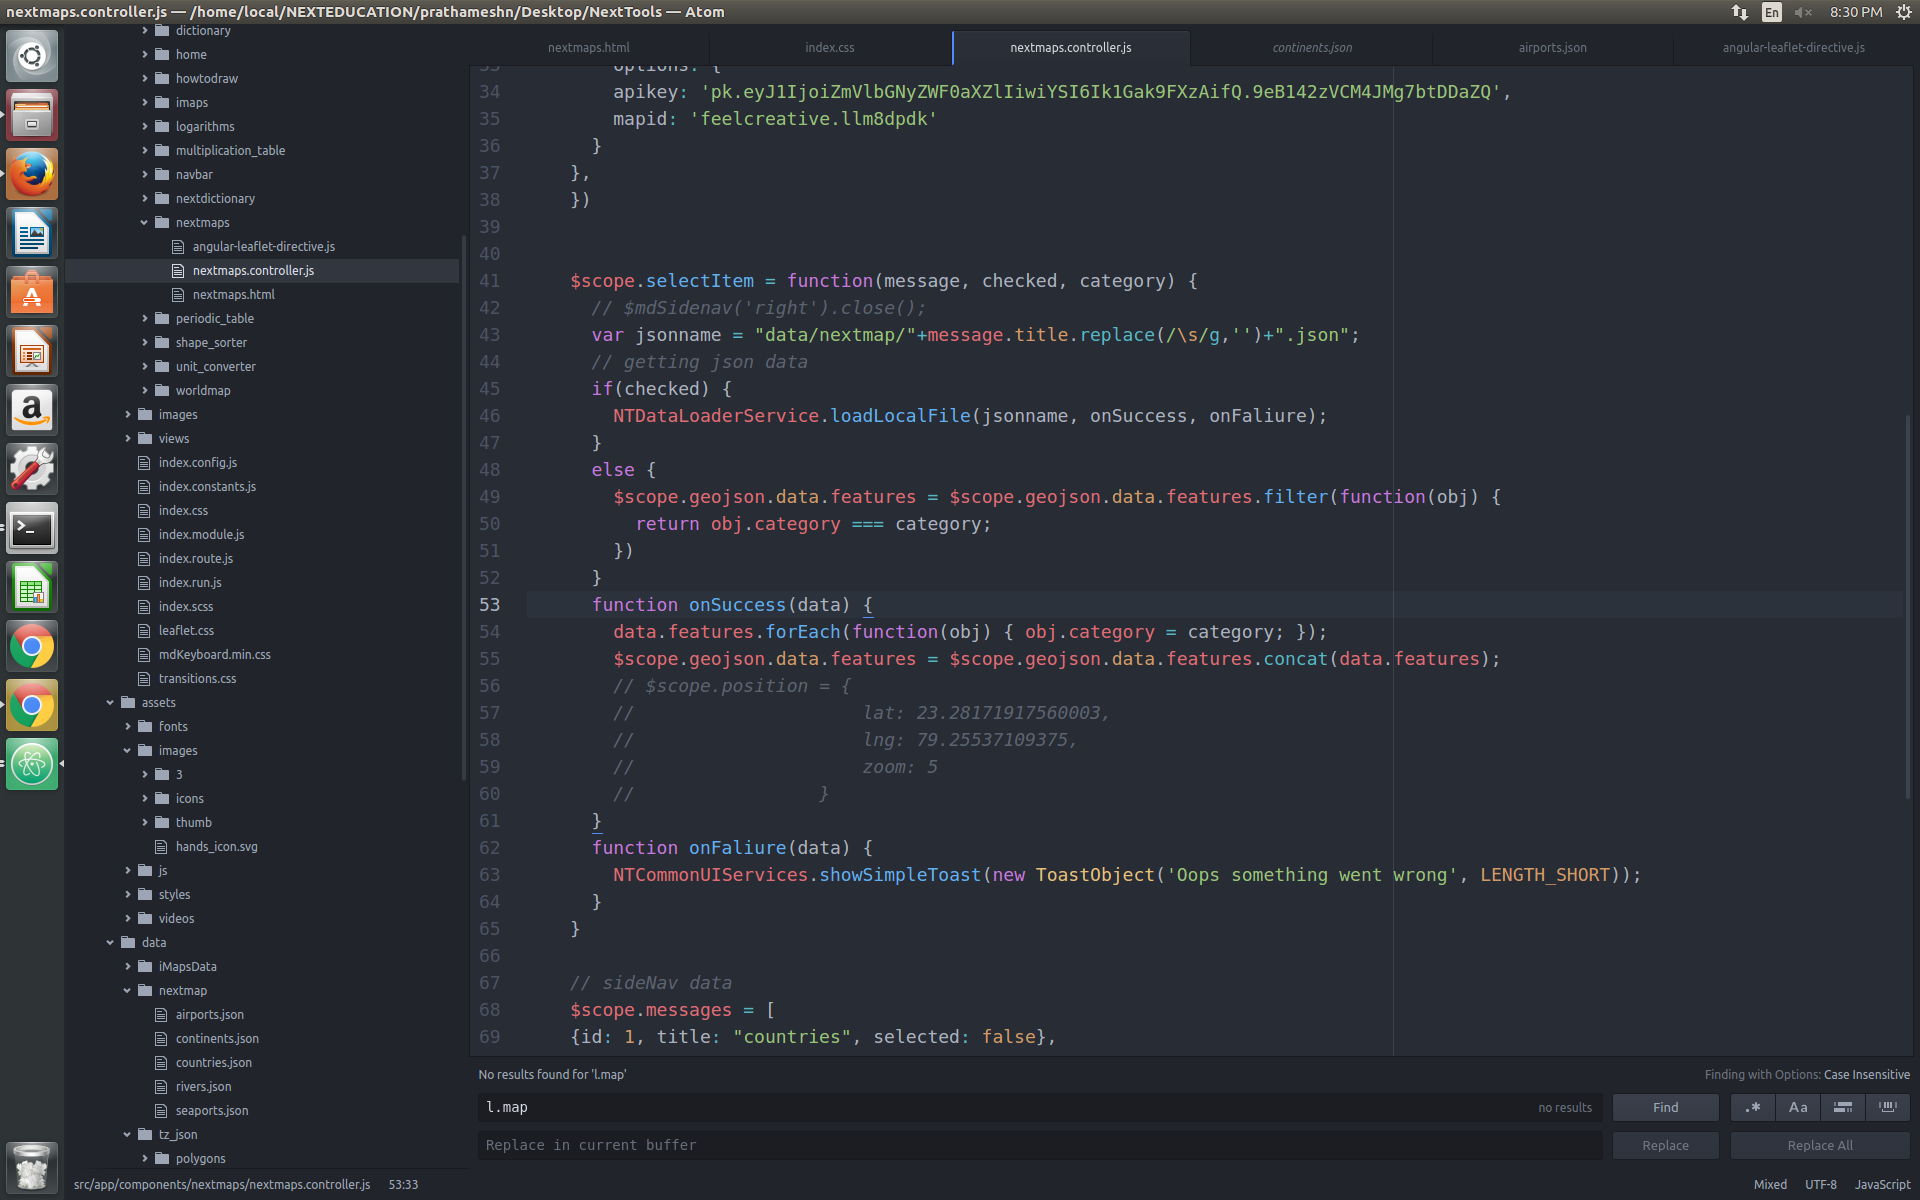 nextmaps.controller.js — /home/local/NEXTEDUCATION/prathameshn/Desktop/NextTools — Atom
En 8:30 PM
dictionary
home
howtodraw
imaps
logarithms
multiplication_table
navbar
nextdictionary
nextmaps
angular-leaflet-directive.js
nextmaps.controller.js
nextmaps.html
periodic_table
shape_sorter
unit_converter
worldmap
images
views
index.config.js
index.constants.js
index.css
index.module.js
index.route.js
index.run.js
index.scss
leaflet.css
mdKeyboard.min.css
transitions.css
assets
fonts
images
3
icons
thumb
hands_icon.svg
js
styles
videos
data
iMapsData
nextmap
airports.json
continents.json
countries.json
rivers.json
seaports.json
tz_json
polygons
nextmaps.html index.css nextmaps.controller.js continents.json airports.json angular-leaflet-directive.js
33 options: {
34 apikey: 'pk.eyJ1IjoiZmVlbGNyZWF0aXZlIiwiYSI6Ik1Gak9FXzAifQ.9eB142zVCM4JMg7btDDaZQ',
35 mapid: 'feelcreative.llm8dpdk'
36 }
37 },
38 })
39
40
41 $scope.selectItem = function(message, checked, category) {
42 // $mdSidenav('right').close();
43 var jsonname = "data/nextmap/"+message.title.replace(/\s/g,'')+".json";
44 // getting json data
45 if(checked) {
46 NTDataLoaderService.loadLocalFile(jsonname, onSuccess, onFaliure);
47 }
48 else {
49 $scope.geojson.data.features = $scope.geojson.data.features.filter(function(obj) {
50 return obj.category === category;
51 })
52 }
53 function onSuccess(data) {
54 data.features.forEach(function(obj) { obj.category = category; });
55 $scope.geojson.data.features = $scope.geojson.data.features.concat(data.features);
56 // $scope.position = {
57 // lat: 23.28171917560003,
58 // lng: 79.25537109375,
59 // zoom: 5
60 // }
61 }
62 function onFaliure(data) {
63 NTCommonUIServices.showSimpleToast(new ToastObject('Oops something went wrong', LENGTH_SHORT));
64 }
65 }
66
67 // sideNav data
68 $scope.messages = [
69 {id: 1, title: "countries", selected: false},
No results found for 'l.map' Finding with Options: Case Insensitive
l.map no results Find .* Aa
Replace in current buffer Replace Replace All
src/app/components/nextmaps/nextmaps.controller.js 53:33 Mixed UTF-8 JavaScript